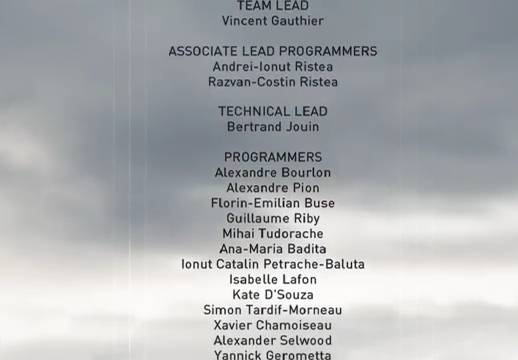 TEAM LEAD
Vincent Gauthier
ASSOCIATE LEAD PROGRAMMERS
Andrei-Ionut Ristea
Razvan-Costin Ristea
TECHNICAL LEAD
Bertrand Jouin
PROGRAMMERS
Alexandre Bourlon
Alexandre Pion
Florin-Emilian Buse
Guillaume Riby
Mihai Tudorache
Ana-Maria Badita
Ionut Catalin Petrache-Baluta
Isabelle Lafon
Kate D'Souza
Simon Tardif-Morneau
Xavier Chamoiseau
Alexander Selwood
Yannick Gerometta